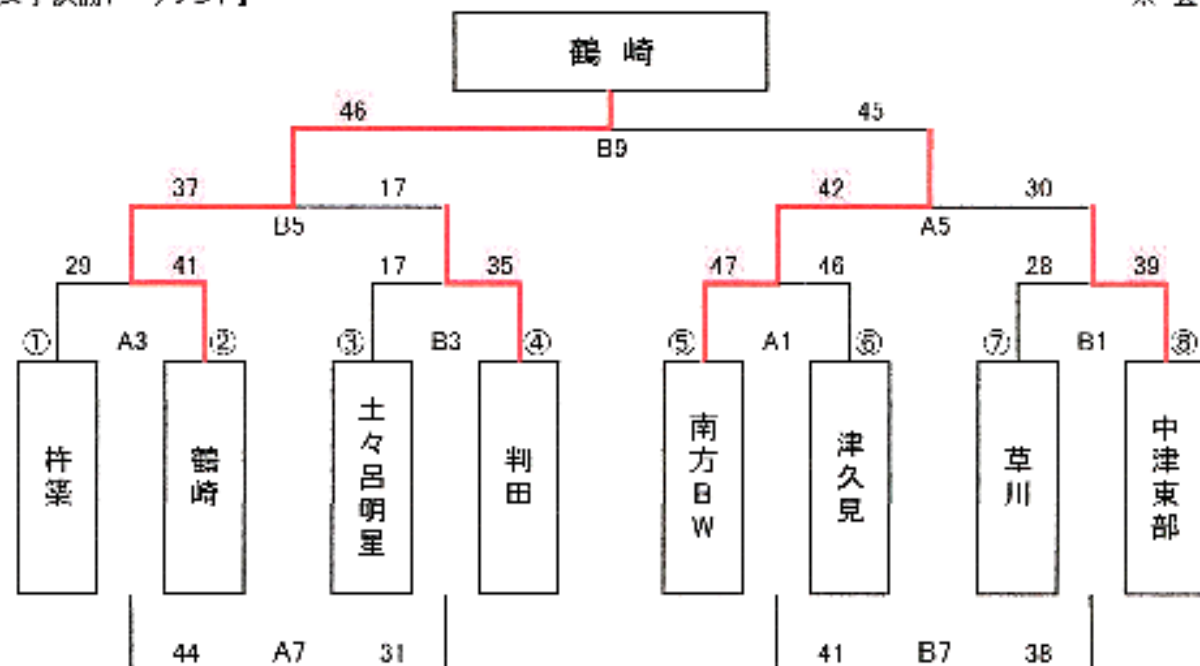 鶴崎
46 45
B9
37 17 42 30
B5 A5
29 41 17 35 47 46 28 39
① A3 ② ③ B3 ④ ⑤ A1 ⑥ ⑦ B1 ⑧
杵築
鶴崎
土々呂明星
判田
南方BW
津久見
草川
中津東部
44 A7 31 41 B7 38